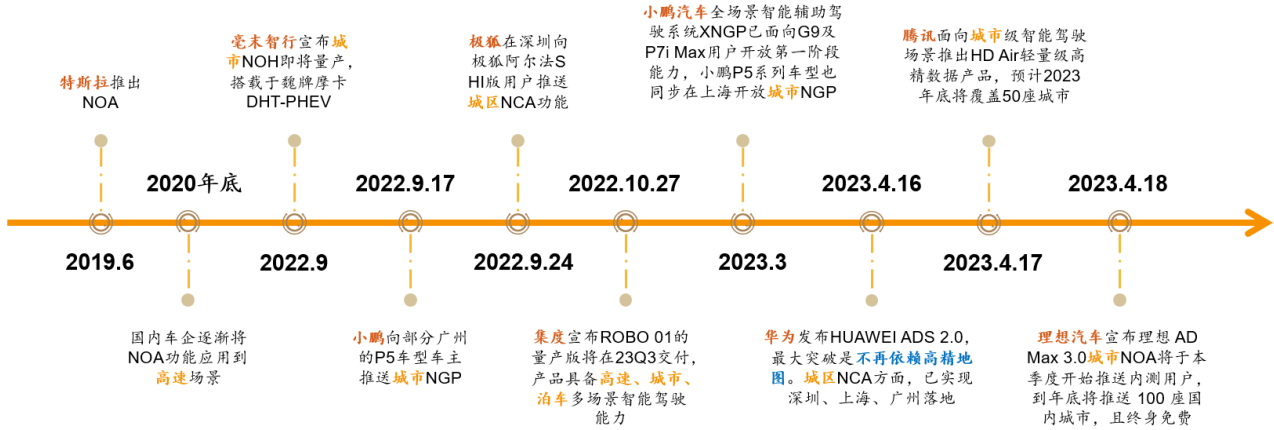 特斯拉推出
NOA
2019.6
2020年底
国内车企逐渐将
NOA功能应用到
高速场景
毫末智行宣布城
市NOH即将量产，
搭载于魏牌摩卡
DHT-PHEV
2022.9
2022.9.17
小鹏向部分广州
的P5车型车主
推送城市NGP
极狐在深圳向
极狐阿尔法S
HI版用户推送
城区NCA功能
2022.9.24
2022.10.27
集度宣布ROBO 01的
量产版将在23Q3交付，
产品具备高速、城市、
泊车多场景智能驾驶
能力
小鹏汽车全场景智能辅助驾
驶系统XNGP已面向G9及
P7i Max用户开放第一阶段
能力，小鹏P5系列车型也
同步在上海开放城市NGP
2023.3
2023.4.16
华为发布HUAWEI ADS 2.0，
最大突破是不再依赖高精地
图。城区NCA方面，已实现
深圳、上海、广州落地
腾讯面向城市级智能驾驶
场景推出HD Air轻量级高
精数据产品，预计2023
年底将覆盖50座城市
2023.4.17
2023.4.18
理想汽车宣布理想 AD
Max 3.0城市NOA将于本
季度开始推送内测用户，
到年底将推送 100 座国
内城市，且终身免费